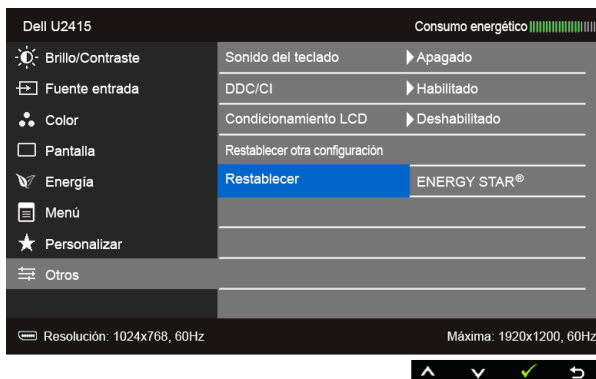 Dell U2415
Consumo energético
Brillo/Contraste
Sonido del teclado
Apagado
Fuente entrada
DDC/CI
Habilitado
Color
Condicionamiento LCD
Deshabilitado
Pantalla
Restablecer otra configuración
Energía
Restablecer
ENERGY STAR®
Menú
Personalizar
Otros
Resolución: 1024x768, 60Hz
Máxima: 1920x1200, 60Hz